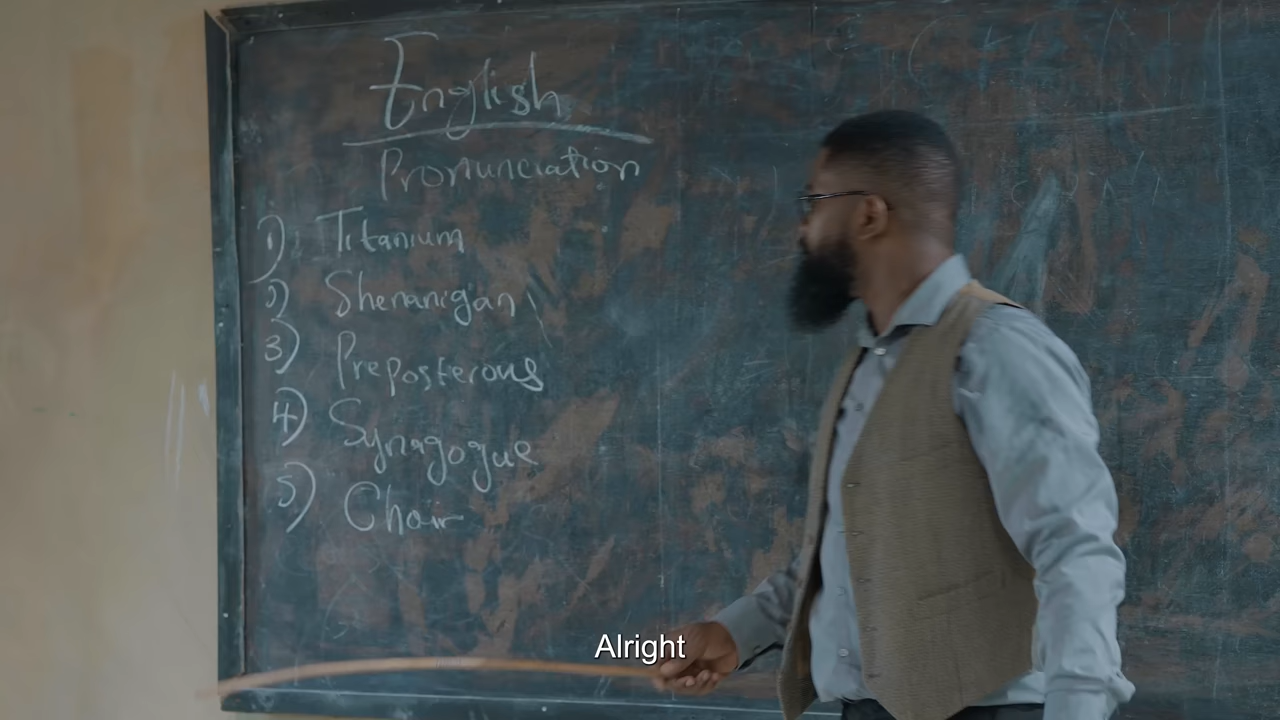 English
Pronunciation
1) Titanium
2) Shenanigan
3) Preposterous
4) Synagogue
5) Choir
Alright